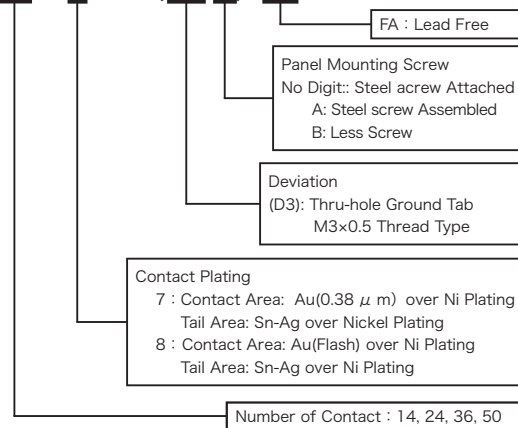 FA：Lead Free
Panel Mounting Screw
No Digit:: Steel acrew Attached
A: Steel screw Assembled
B: Less Screw
Deviation
(D3): Thru-hole Ground Tab
M3×0.5 Thread Type
Contact Plating
7：Contact Area: Au(0.38 μ m) over Ni Plating
Tail Area: Sn-Ag over Nickel Plating
8：Contact Area: Au(Flash) over Ni Plating
Tail Area: Sn-Ag over Ni Plating
Number of Contact：14, 24, 36, 50